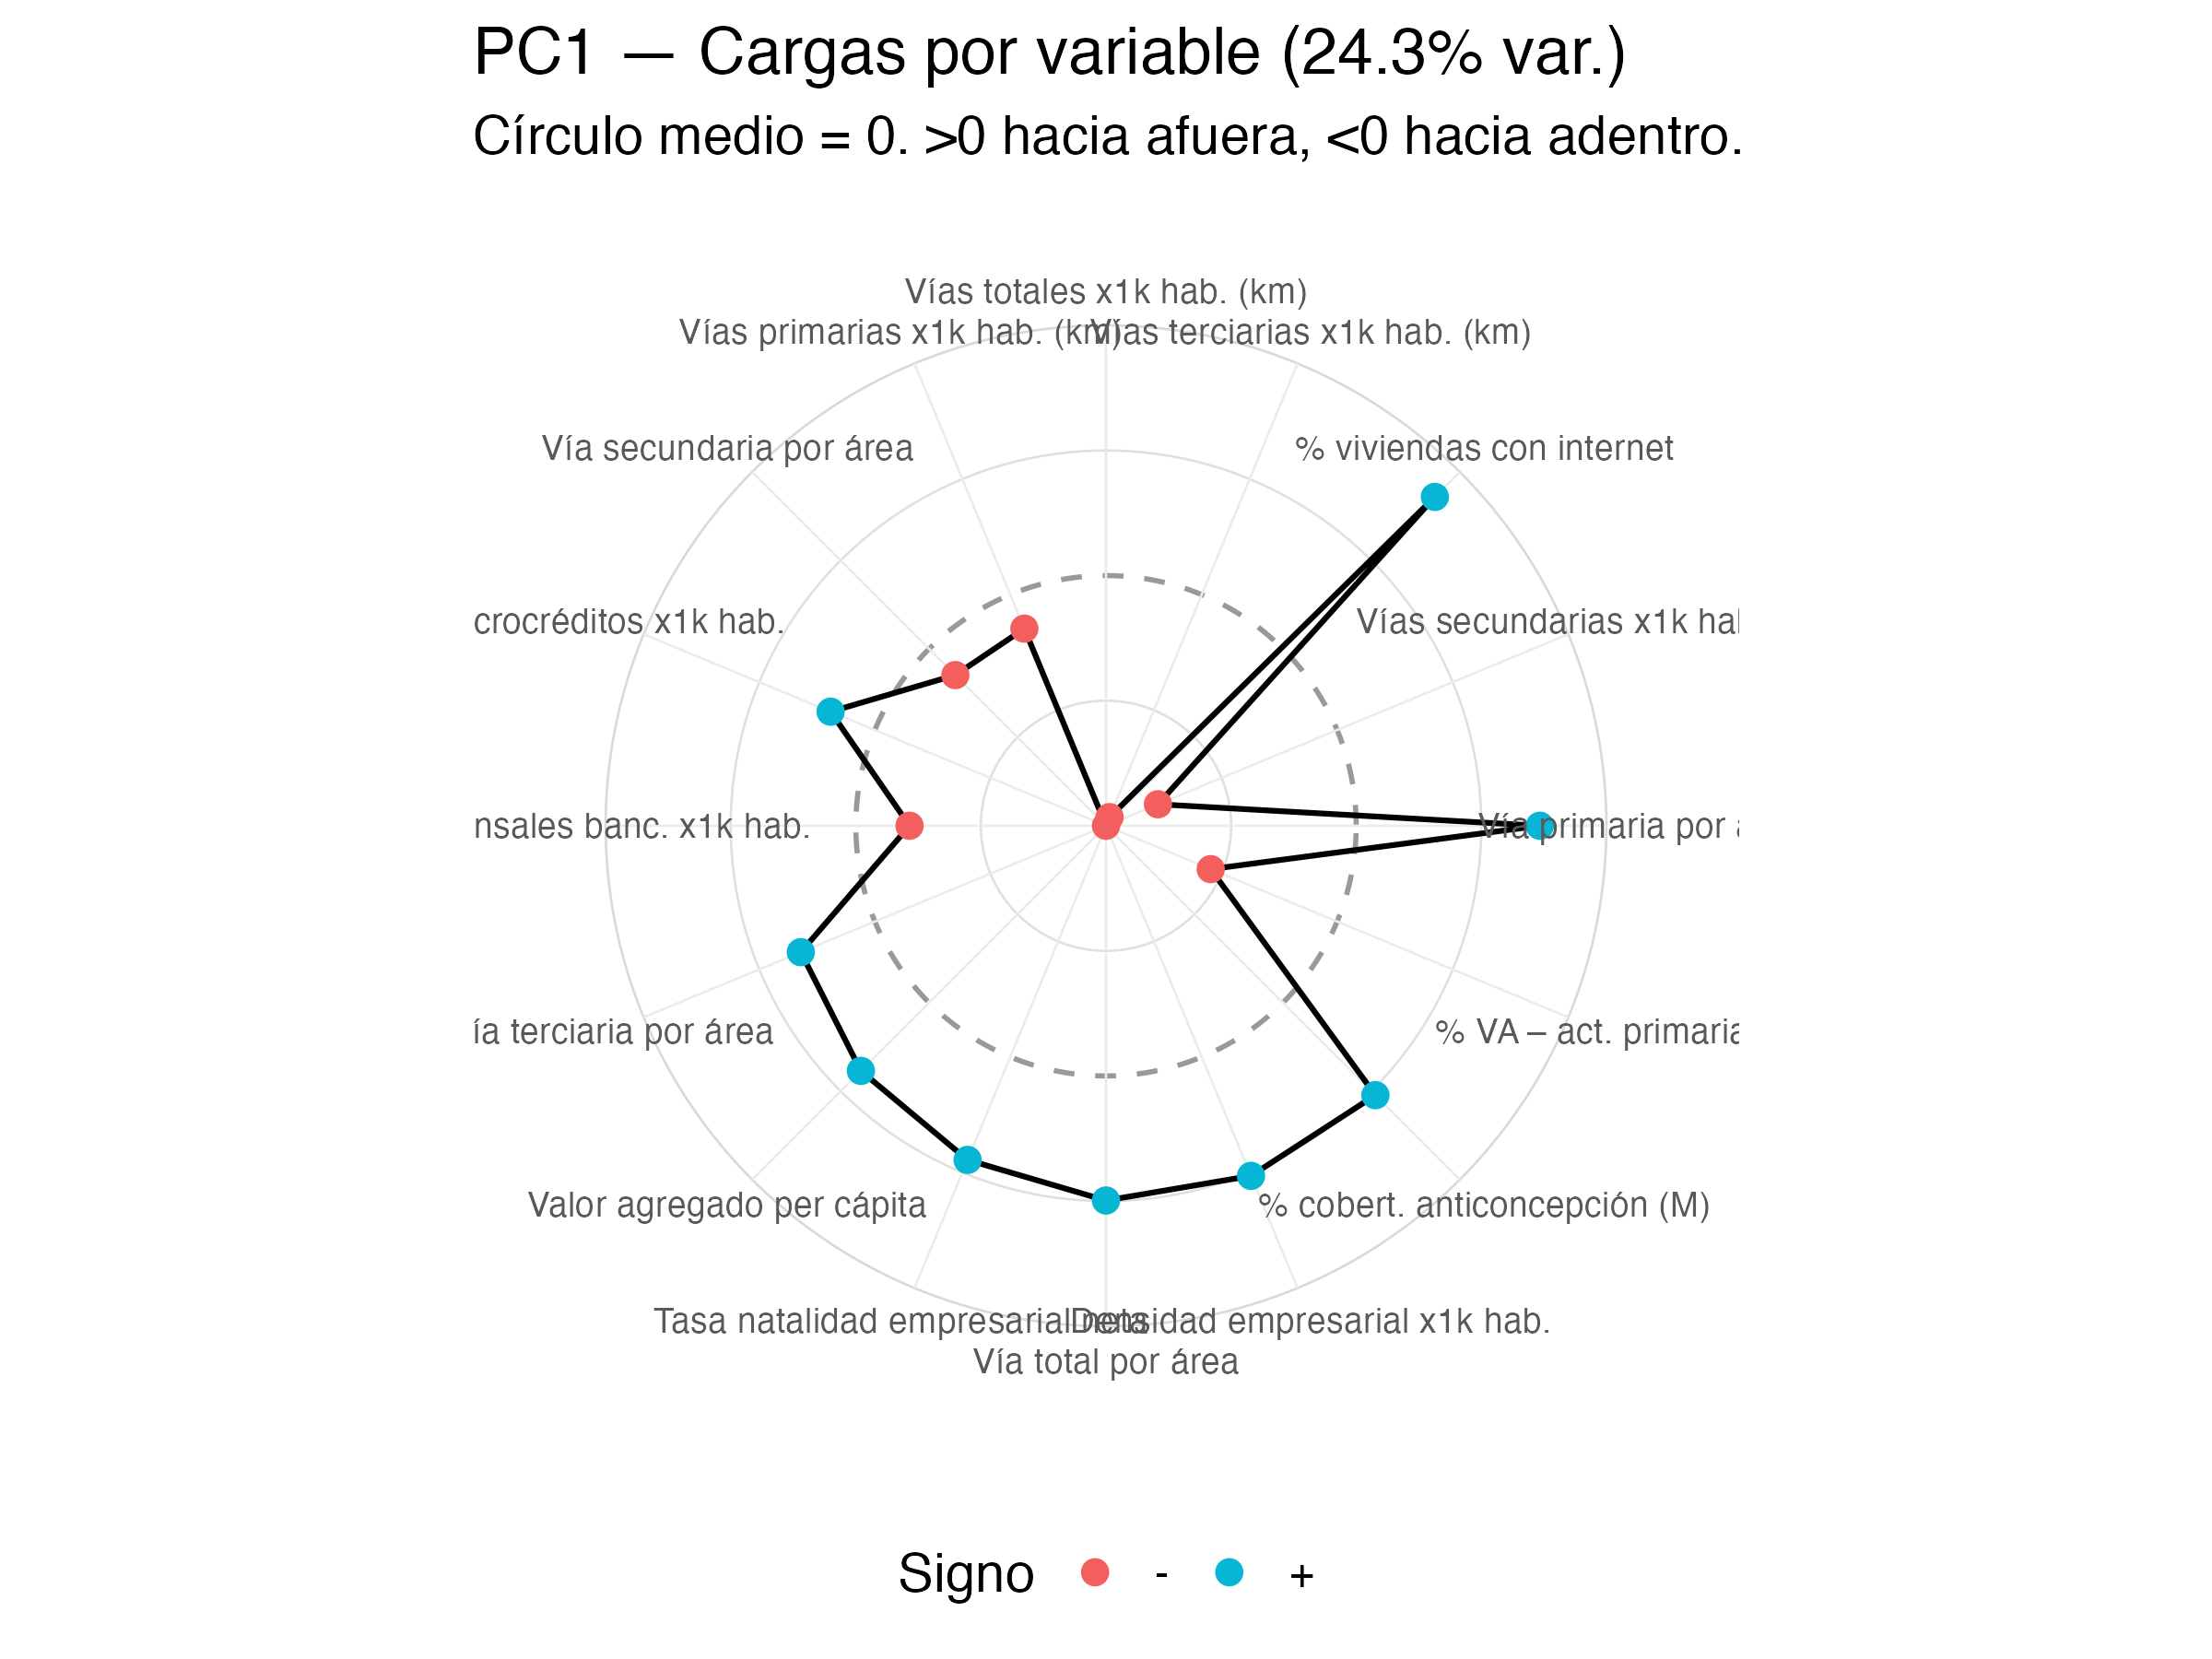 PC1 — Cargas por variable (24.3% var.)
Círculo medio = 0. >0 hacia afuera, <0 hacia adentro.
Vías totales x1k hab. (km)
Vías primarias x1k hab. (km)
Vías terciarias x1k hab. (km)
Vía secundaria por área
% viviendas con internet
crocréditos x1k hab.
Vías secundarias x1k hal
nsales banc. x1k hab.
Vía primaria por a
ía terciaria por área
% VA – act. primaria
Valor agregado per cápita
% cobert. anticoncepción (M)
Tasa natalidad empresarial neta
Densidad empresarial x1k hab.
Vía total por área
Signo - +